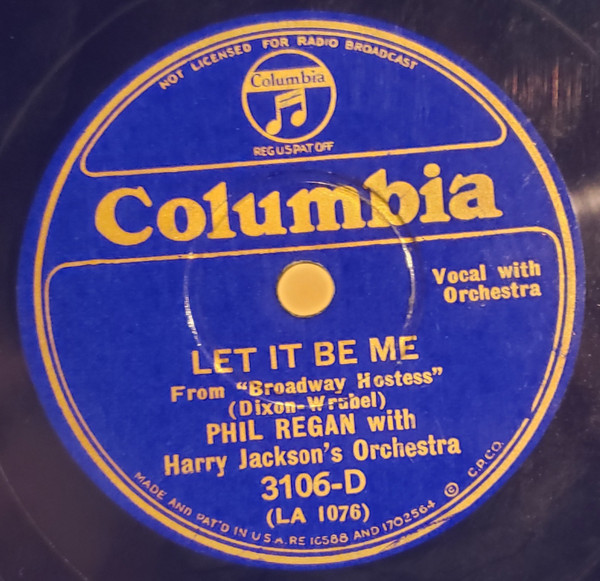 NOT LICENSED FOR RADIO BROADCAST
Columbia
REG.U.S.PAT.OFF.
Columbia
Vocal with
Orchestra
LET IT BE ME
From "Broadway Hostess"
(Dixon-Wrubel)
PHIL REGAN with
Harry Jackson's Orchestra
3106-D
(LA 1076)
MADE AND PAT'D IN U.S.A. RE 16588 AND 1702564 © C.P.CO.